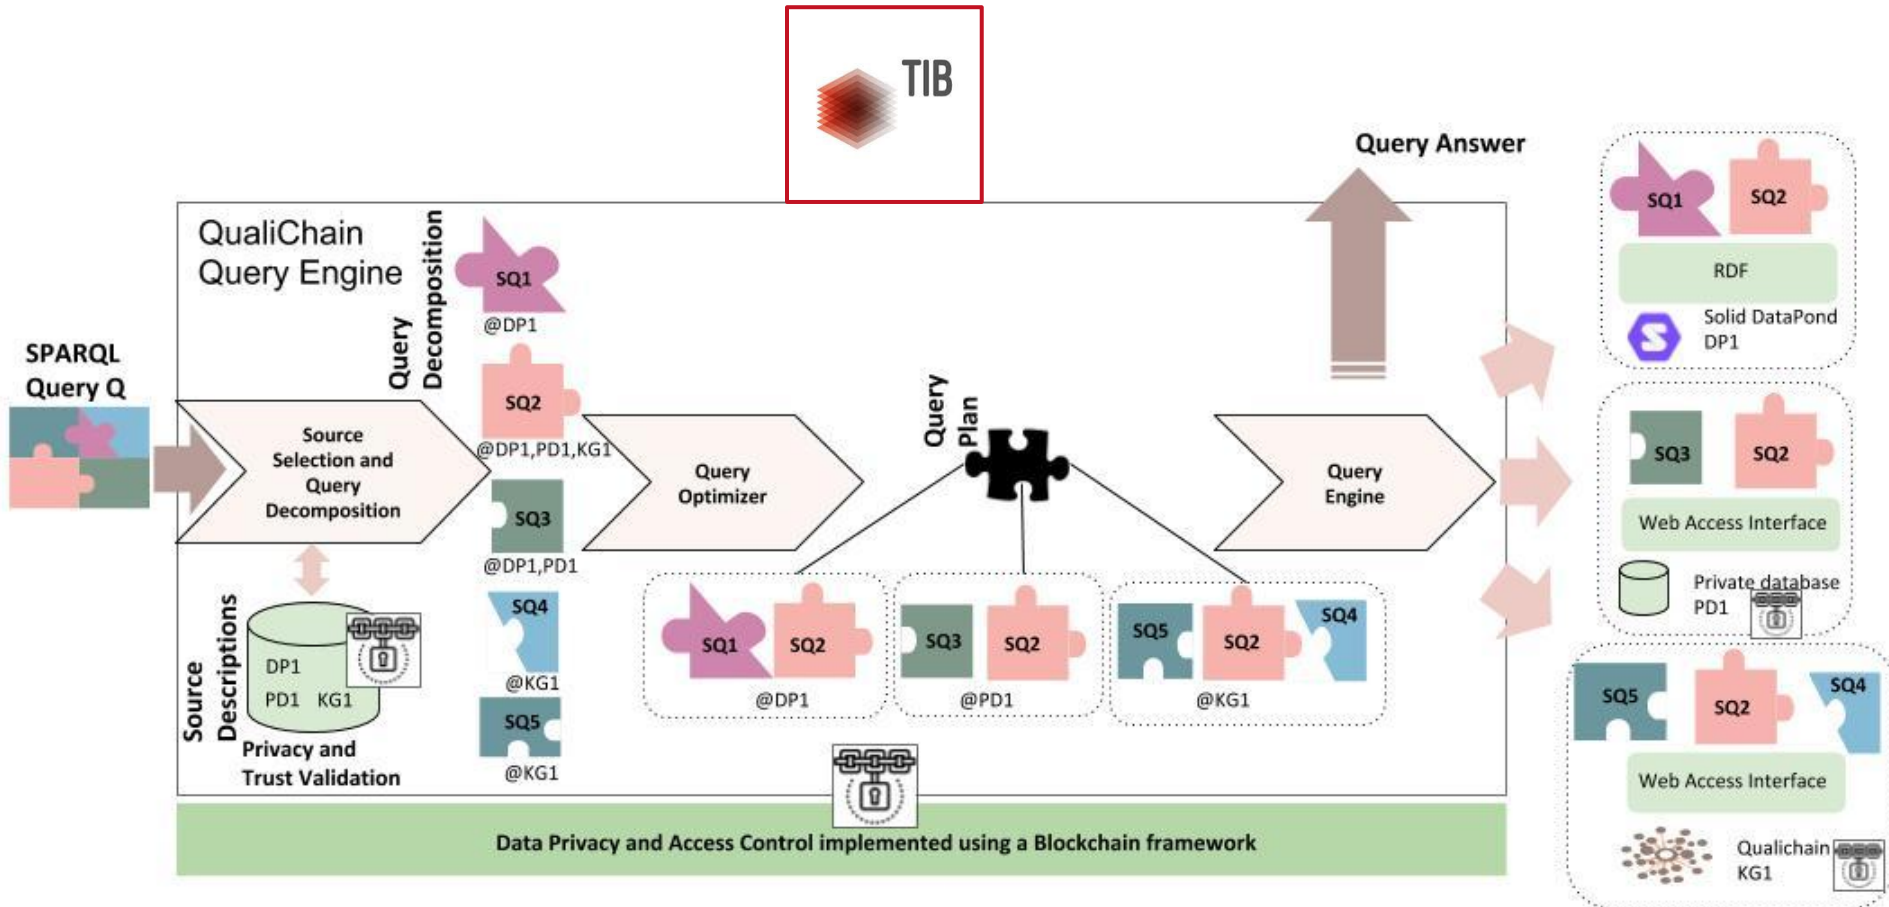 TIB
Query Answer
QualiChain
Query Engine
Query
Decomposition
SPARQL
Query Q
Source
Selection and
Query
Decomposition
SQ1
@DP1
SQ2
@DP1,PD1,KG1
SQ3
@DP1,PD1
SQ4
@KG1
SQ5
@KG1
Source
Descriptions
DP1
PD1 KG1
Privacy and
Trust Validation
Query
Optimizer
Query
Plan
SQ1 SQ2
@DP1
SQ3 SQ2
@PD1
SQ5 SQ2 SQ4
@KG1
Query
Engine
SQ1 SQ2
RDF
Solid DataPond
DP1
SQ3 SQ2
Web Access Interface
Private database
PD1
SQ5 SQ2 SQ4
Web Access Interface
Qualichain
KG1
Data Privacy and Access Control implemented using a Blockchain framework